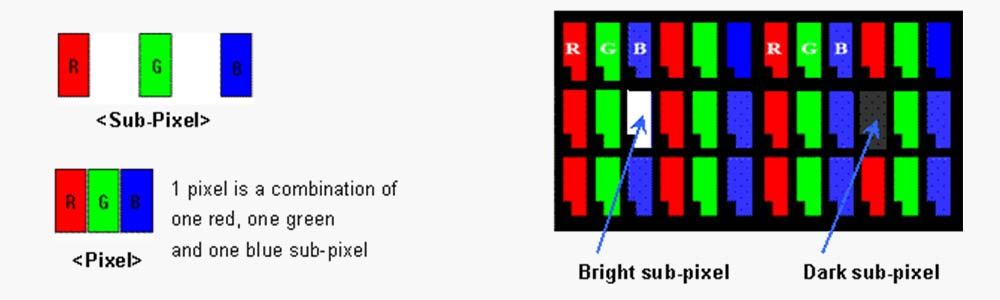 R G B
<Sub-Pixel>
R G B
<Pixel>
1 pixel is a combination of
one red, one green
and one blue sub-pixel
R G B R G B
Bright sub-pixel
Dark sub-pixel